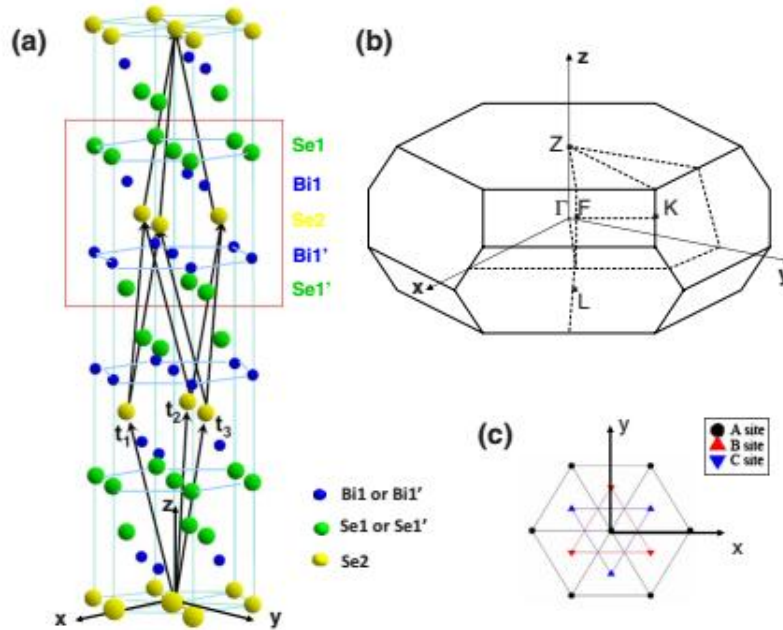 (a)
Se1
Bi1
Se2
Bi1'
Se1'
t1
t2
t3
z
x
y
Bi1 or Bi1′
Se1 or Se1′
Se2
(b)
z
Z
Γ
F
K
x
y
L
(c)
y
x
A site
B site
C site